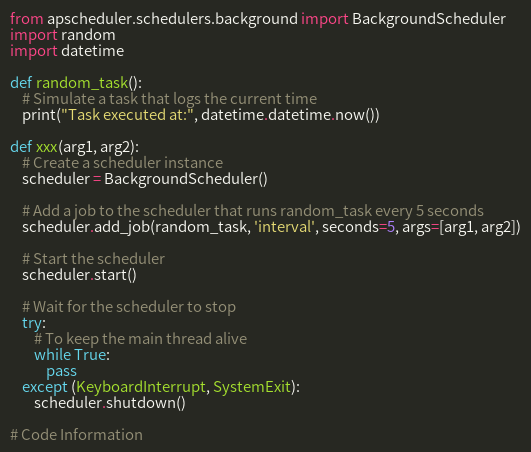 from apscheduler.schedulers.background import BackgroundScheduler
import random
import datetime

def random_task():
    # Simulate a task that logs the current time
    print("Task executed at:", datetime.datetime.now())

def xxx(arg1, arg2):
    # Create a scheduler instance
    scheduler = BackgroundScheduler()

    # Add a job to the scheduler that runs random_task every 5 seconds
    scheduler.add_job(random_task, 'interval', seconds=5, args=[arg1, arg2])

    # Start the scheduler
    scheduler.start()

    # Wait for the scheduler to stop
    try:
        # To keep the main thread alive
        while True:
            pass
    except (KeyboardInterrupt, SystemExit):
        scheduler.shutdown()

# Code Information